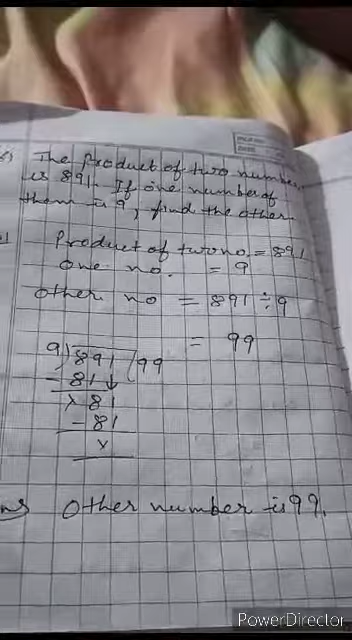 The product of two number
is 891. If one number of
them is 9, find the other.
Product of two no = 891
one no. = 9
other no = 891 ÷ 9
= 99
9)891(99
- 81↓
x 81
- 81
x
Other number is 99.
PowerDirector